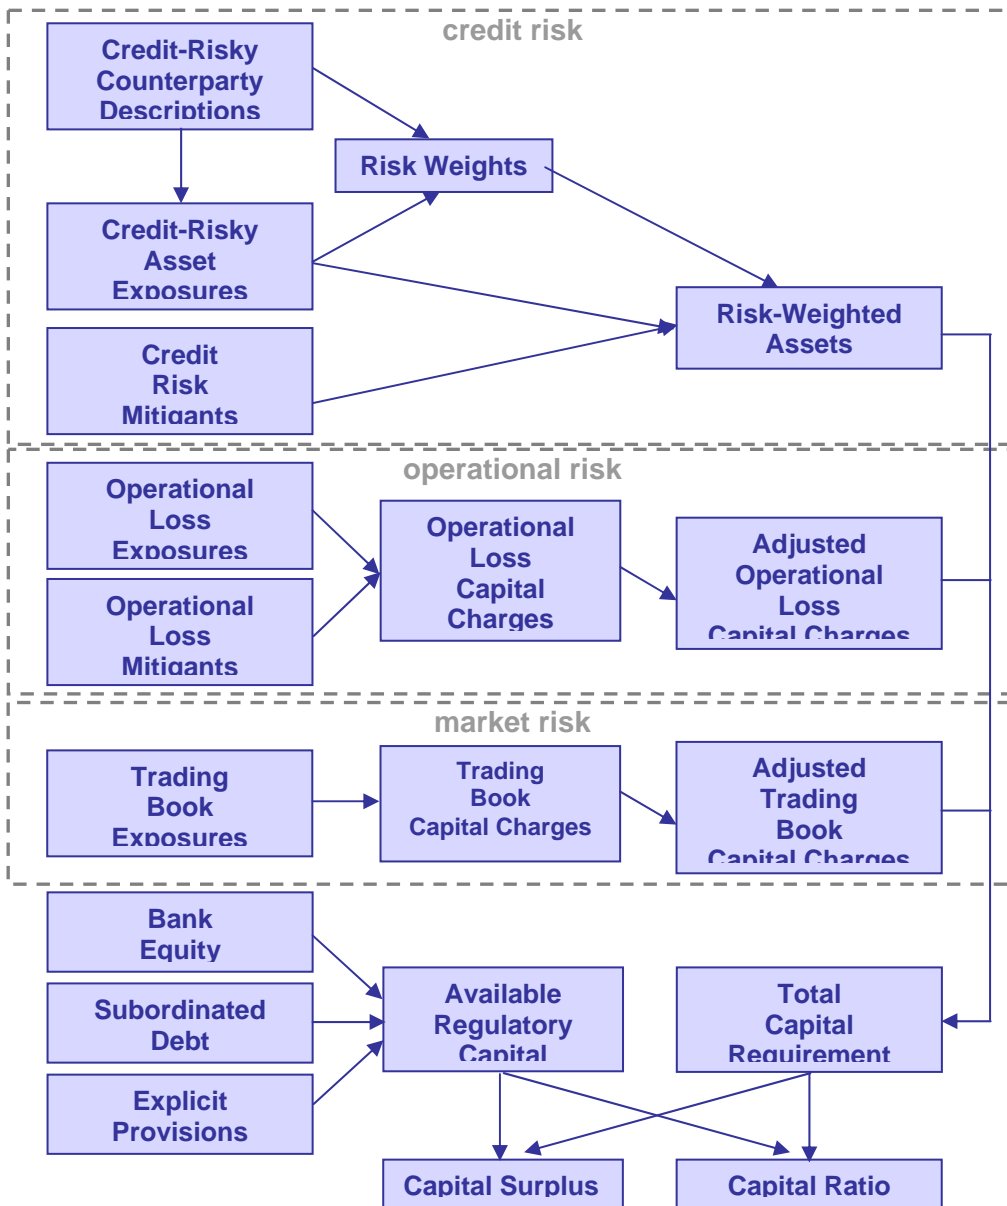 credit risk
Credit-Risky
Counterparty
Descriptions
Risk Weights
Credit-Risky
Asset
Exposures
Risk-Weighted
Assets
Credit
Risk
Mitigants
operational risk
Operational
Loss
Exposures
Operational
Loss
Capital
Charges
Adjusted
Operational
Loss
Capital Charges
Operational
Loss
Mitigants
market risk
Trading
Book
Exposures
Trading
Book
Capital Charges
Adjusted
Trading
Book
Capital Charges
Bank
Equity
Subordinated
Debt
Explicit
Provisions
Available
Regulatory
Capital
Total
Capital
Requirement
Capital Surplus
Capital Ratio